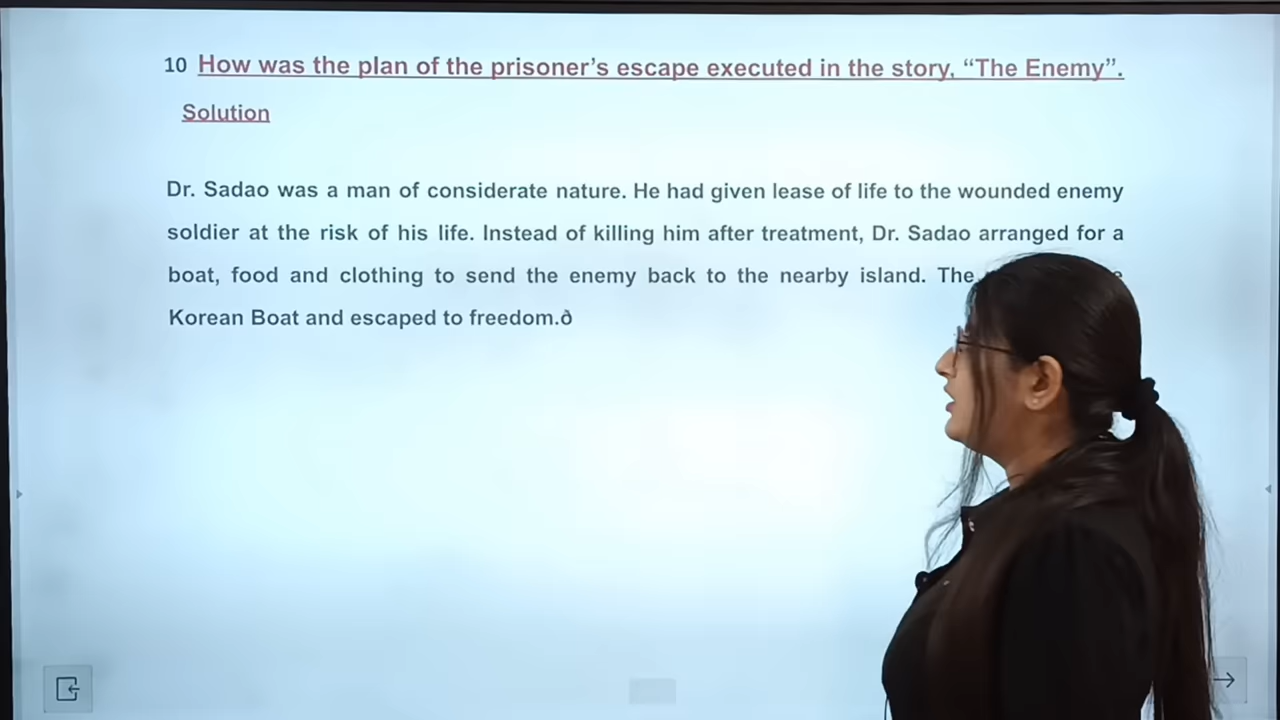 10 How was the plan of the prisoner's escape executed in the story, “The Enemy”.
Solution
Dr. Sadao was a man of considerate nature. He had given lease of life to the wounded enemy
soldier at the risk of his life. Instead of killing him after treatment, Dr. Sadao arranged for a
boat, food and clothing to send the enemy back to the nearby island. The
Korean Boat and escaped to freedom.ð